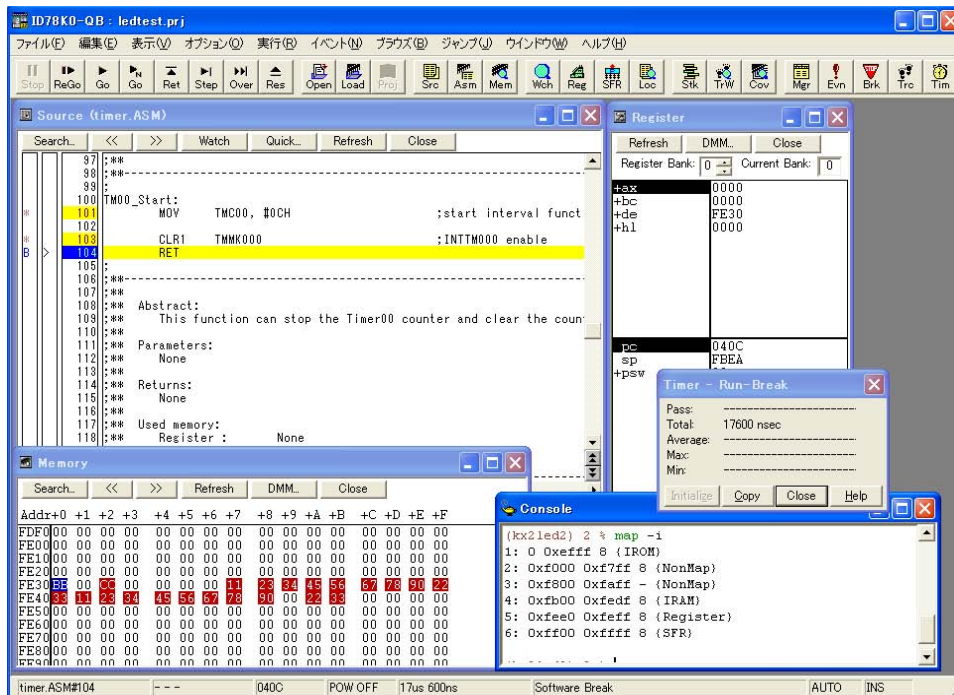 ID78K0-QB : ledtest.prj
ファイル(F) 編集(E) 表示(V) オプション(O) 実行(R) イベント(N) ブラウズ(B) ジャンプ(J) ウインドウ(W) ヘルプ(H)
Stop ReGo Go Go Ret Step Over Res Open Load Proj Src Asm Mem Wch Reg SFR Loc Stk TrW Cov Mgr Evn Brk Trc Tim
Source (timer.ASM)
Search... << >> Watch Quick... Refresh Close
97 ;**
98 ;**--------------------------------------------------------------
99 ;
100 TM00_Start:
* 101 MOV TMC00, #0CH ;start interval funct
102
* 103 CLR1 TMMK000 ;INTTM000 enable
B > 104 RET
105 ;
106 ;**--------------------------------------------------------------
107 ;**
108 ;** Abstract:
109 ;** This function can stop the Timer00 counter and clear the coun
110 ;**
111 ;** Parameters:
112 ;** None
113 ;**
114 ;** Returns:
115 ;** None
116 ;**
117 ;** Used memory:
118 ;** Register : None
Register
Refresh DMM... Close
Register Bank: 0 Current Bank: 0
+ax 0000
+bc 0000
+de FE30
+hl 0000
pc 040C
sp FBEA
+psw
Timer - Run-Break
Pass: ----------------------
Total: 17600 nsec
Average: ----------------------
Max: ----------------------
Min: ----------------------
Initialize Copy Close Help
Memory
Search... << >> Refresh DMM... Close
Addr +0 +1 +2 +3 +4 +5 +6 +7 +8 +9 +A +B +C +D +E +F
FDF0 00 00 00 00 00 00 00 00 00 00 00 00 00 00 00 00
FE00 00 00 00 00 00 00 00 00 00 00 00 00 00 00 00 00
FE10 00 00 00 00 00 00 00 00 00 00 00 00 00 00 00 00
FE20 00 00 00 00 00 00 00 00 00 00 00 00 00 00 00 00
FE30 BB 00 CC 00 00 00 00 11 23 34 45 56 67 78 90 22
FE40 33 11 23 34 45 56 67 78 90 00 22 33 00 00 00 00
FE50 00 00 00 00 00 00 00 00 00 00 00 00 00 00 00 00
FE60 00 00 00 00 00 00 00 00 00 00 00 00 00 00 00 00
FE70 00 00 00 00 00 00 00 00 00 00 00 00 00 00 00 00
FE80 00 00 00 00 00 00 00 00 00 00 00 00 00 00 00 00
FE90 00 00 00 00 00 00 00 00 00 00 00 00 00 00 00 00
Console
(kx2led2) 2 % map -i
1: 0 0xefff 8 {IROM}
2: 0xf000 0xf7ff 8 {NonMap}
3: 0xf800 0xfaff - {NonMap}
4: 0xfb00 0xfedf 8 {IRAM}
5: 0xfee0 0xfeff 8 {Register}
6: 0xff00 0xffff 8 {SFR}
timer.ASM#104 --- 040C POW OFF 17us 600ns Software Break AUTO INS